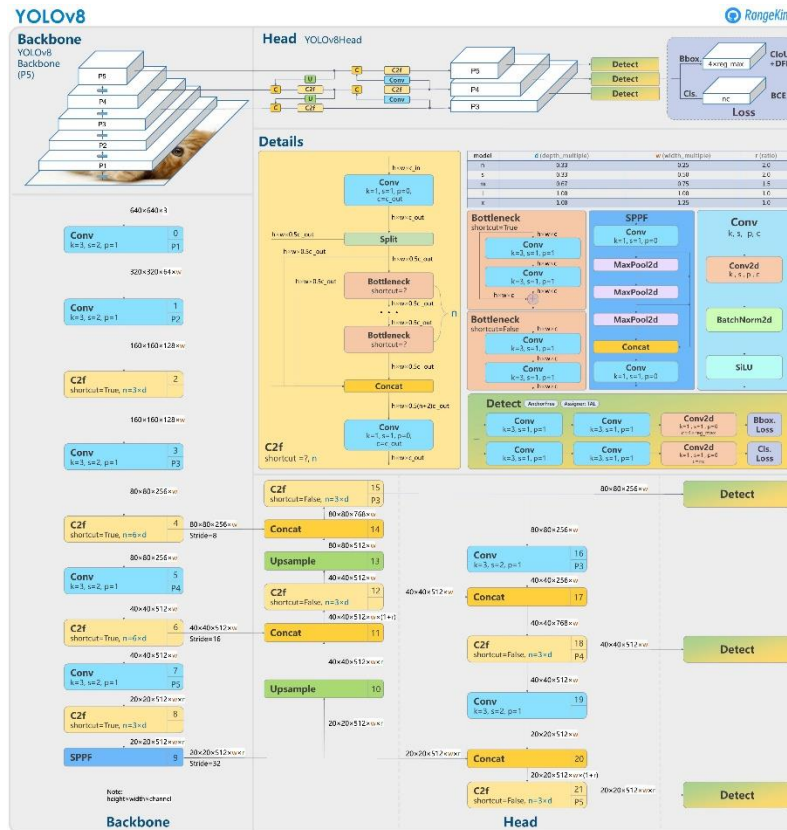 YOLOv8
RangeKin
Backbone
YOLOv8
Backbone
(P5)
P5
P4
P3
P2
P1
Head YOLOv8Head
C
C2f
U
Conv
C
C2f
C
C2f
U
Conv
C
C2f
P5
P4
P3
Detect
Detect
Detect
Bbox.
4×reg_max
CIoU
+DFL
Cls.
nc
BCE
Loss
Details
h×w×c_in
Conv
k=1, s=1, p=0,
c=c_out
h×w×c_out
Split
h×w×0.5c_out
h×w×c_out
h×w×0.5c_out
h×w×0.5c_out
Bottleneck
shortcut=?
h×w×0.5c_out
...
n
h×w×0.5c_out
Bottleneck
shortcut=?
h×w×0.5c_out
Concat
h×w×0.5(n+2)c_out
Conv
k=1, s=1, p=0,
c=c_out
h×w×c_out
C2f
shortcut =?, n
model d (depth_multiple) w (width_multiple) r (ratio)
n 0.33 0.25 2.0
s 0.33 0.50 2.0
m 0.67 0.75 1.5
l 1.00 1.00 1.0
x 1.00 1.25 1.0
Bottleneck
shortcut=True
h×w×c
Conv
k=3, s=1, p=1
h×w×c
Conv
k=3, s=1, p=1
h×w×c
Bottleneck
shortcut=False
h×w×c
Conv
k=3, s=1, p=1
h×w×c
Conv
k=3, s=1, p=1
h×w×c
SPPF
Conv
k=1, s=1, p=0
MaxPool2d
MaxPool2d
MaxPool2d
Concat
Conv
k=1, s=1, p=0
Conv
k, s, p, c
Conv2d
k, s, p, c
BatchNorm2d
SiLU
Detect Anchor-Free Assigner: TAL
Conv
k=3, s=1, p=1
Conv
k=3, s=1, p=1
Conv2d
k=1, s=1, p=0
c=4×reg_max
Bbox.
Loss
Conv
k=3, s=1, p=1
Conv
k=3, s=1, p=1
Conv2d
k=1, s=1, p=0
c=nc
Cls.
Loss
640×640×3
Conv 0
k=3, s=2, p=1 P1
320×320×64×w
Conv 1
k=3, s=2, p=1 P2
160×160×128×w
C2f 2
shortcut=True, n=3×d
160×160×128×w
Conv 3
k=3, s=2, p=1 P3
80×80×256×w
C2f 4
shortcut=True, n=6×d
80×80×256×w
Stride=8
80×80×256×w
Conv 5
k=3, s=2, p=1 P4
40×40×512×w
C2f 6
shortcut=True, n=6×d
40×40×512×w
Stride=16
40×40×512×w
Conv 7
k=3, s=2, p=1 P5
20×20×512×w×r
C2f 8
shortcut=True, n=3×d
20×20×512×w×r
SPPF 9
20×20×512×w×r
Stride=32
Note:
height×width×channel
Backbone
C2f 15
shortcut=False, n=3×d P3
80×80×768×w
Concat 14
80×80×512×w
Upsample 13
40×40×512×w
C2f 12
shortcut=False, n=3×d
40×40×512×w×(1+r)
Concat 11
40×40×512×w×r
Upsample 10
20×20×512×w×r
80×80×256×w
Detect
80×80×256×w
Conv 16
k=3, s=2, p=1 P3
40×40×256×w
40×40×512×w
Concat 17
40×40×768×w
C2f 18
shortcut=False, n=3×d P4
40×40×512×w
Detect
40×40×512×w
Conv 19
k=3, s=2, p=1
20×20×512×w
20×20×512×w×r
Concat 20
20×20×512×w×(1+r)
C2f 21
shortcut=False, n=3×d P5
20×20×512×w×r
Detect
Head